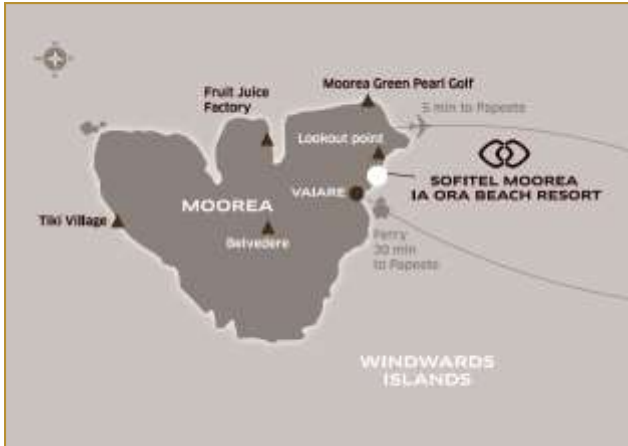 Moorea Green Pearl Golf
Fruit Juice
Factory
5 min to Papeete
Lookout point
SOFITEL MOOREA
IA ORA BEACH RESORT
VAIARE
MOOREA
Tiki Village
Belvedere
Ferry
30 min
to Papeete
WINDWARDS
ISLANDS